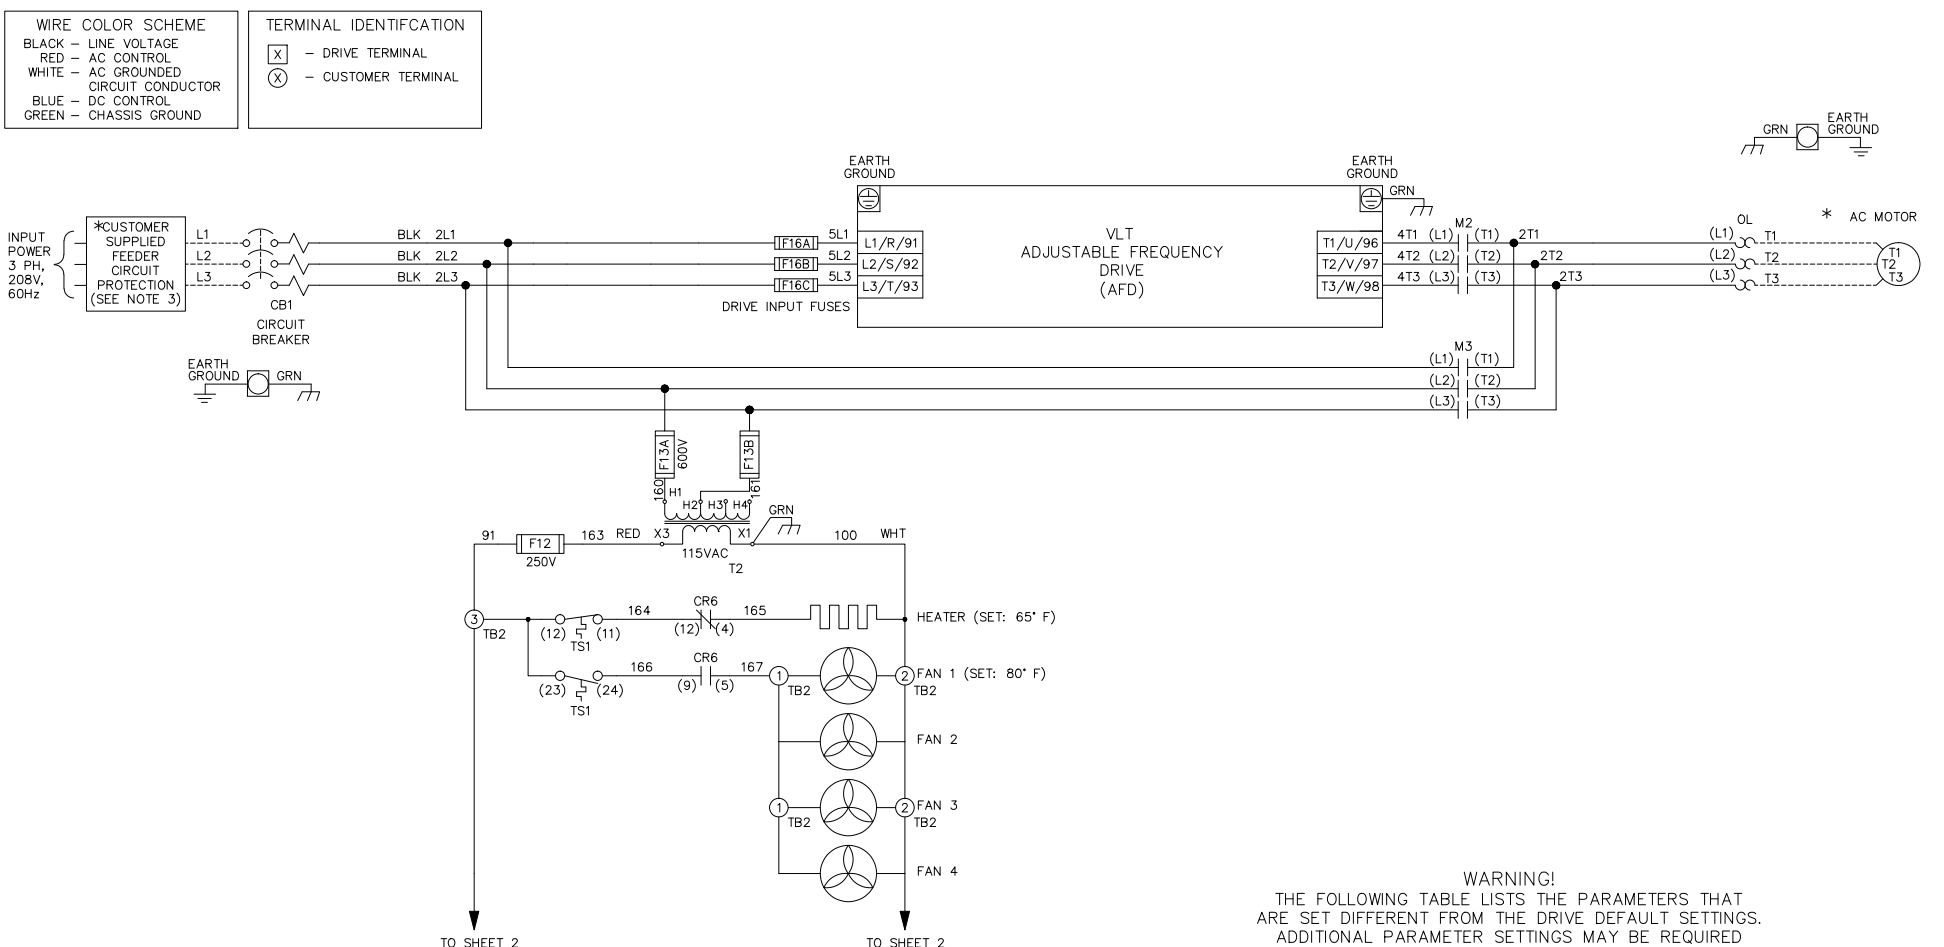 WIRE COLOR SCHEME
BLACK – LINE VOLTAGE
RED – AC CONTROL
WHITE – AC GROUNDED
CIRCUIT CONDUCTOR
BLUE – DC CONTROL
GREEN – CHASSIS GROUND
TERMINAL IDENTIFCATION
X – DRIVE TERMINAL
X – CUSTOMER TERMINAL
EARTH
GROUND
GRN
EARTH
GROUND
EARTH
GROUND
GRN
INPUT
POWER
3 PH,
208V,
60Hz
*CUSTOMER
SUPPLIED
FEEDER
CIRCUIT
PROTECTION
(SEE NOTE 3)
L1
L2
L3
CB1
CIRCUIT
BREAKER
BLK 2L1
BLK 2L2
BLK 2L3
F16A 5L1 L1/R/91
F16B 5L2 L2/S/92
F16C 5L3 L3/T/93
DRIVE INPUT FUSES
VLT
ADJUSTABLE FREQUENCY
DRIVE
(AFD)
M2
T1/U/96 4T1 (L1) (T1) 2T1
T2/V/97 4T2 (L2) (T2) 2T2
T3/W/98 4T3 (L3) (T3) 2T3
OL
(L1) T1
(L2) T2
(L3) T3
* AC MOTOR
T1
T2
T3
EARTH
GROUND
GRN
M3
(L1) (T1)
(L2) (T2)
(L3) (T3)
F13A
600V
F13B
160
161
H1
H2 H3 H4
GRN
91 F12 163 RED X3 X1 100 WHT
250V
115VAC
T2
3
TB2
(12) (11)
TS1
164
CR6
(12) (4)
165
HEATER (SET: 65° F)
(23) (24)
TS1
166
CR6
(9) (5)
167
1
TB2
2
TB2
FAN 1 (SET: 80° F)
FAN 2
1
TB2
2
TB2
FAN 3
FAN 4
TO SHEET 2
TO SHEET 2
WARNING!
THE FOLLOWING TABLE LISTS THE PARAMETERS THAT
ARE SET DIFFERENT FROM THE DRIVE DEFAULT SETTINGS.
ADDITIONAL PARAMETER SETTINGS MAY BE REQUIRED